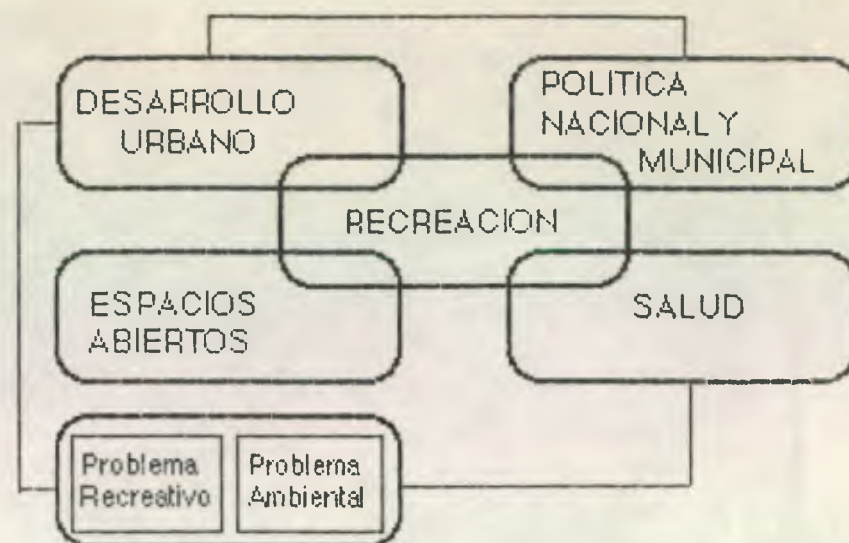 DESARROLLO
URBANO
POLITICA
NACIONAL Y
MUNICIPAL
RECREACION
ESPACIOS
ABIERTOS
SALUD
Problema
Recreativo
Problema
Ambiental